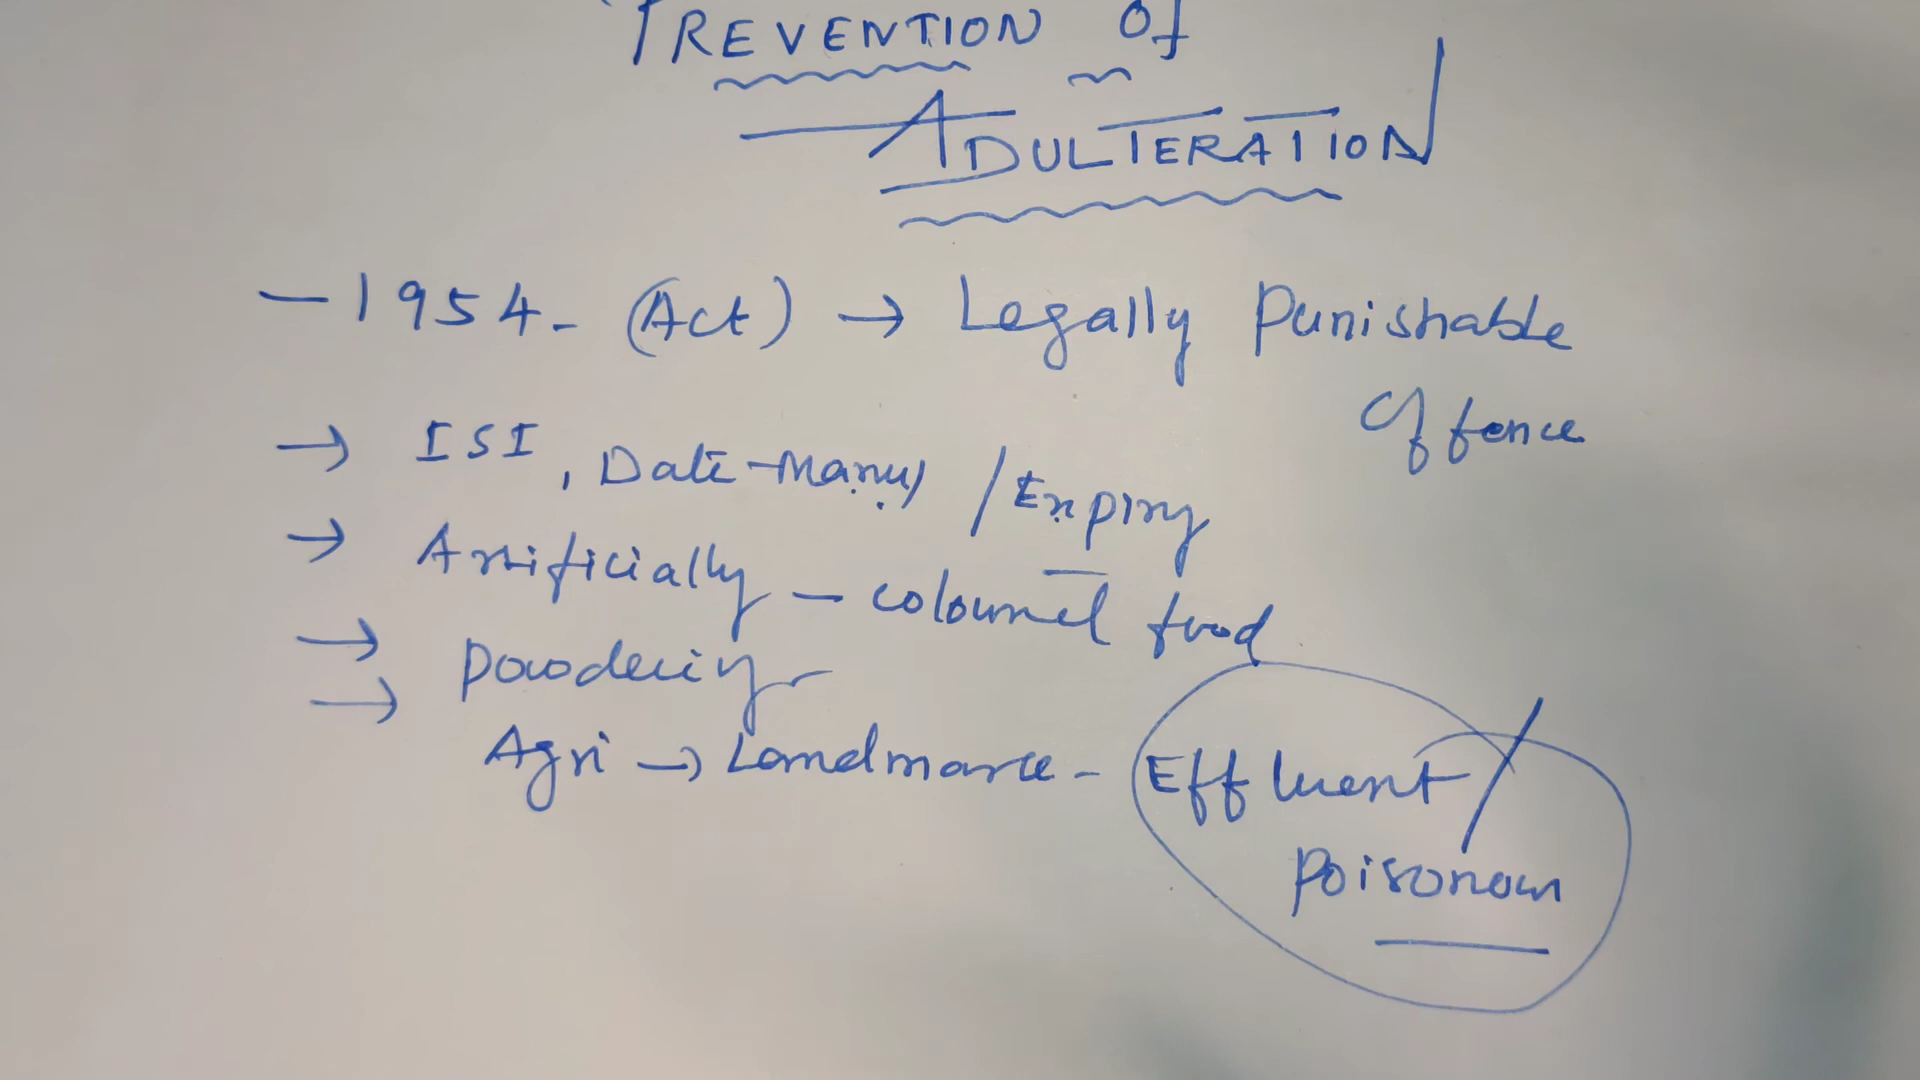 PREVENTION Of
ADULTERATION
- 1954 - (Act) → Legally Punishable
Offence
→ ISI, Date - Manuf / Expiry
→ Artificially - coloured food
→ Powdering
→ Agri → Landmark - Effluent /
Poisonous